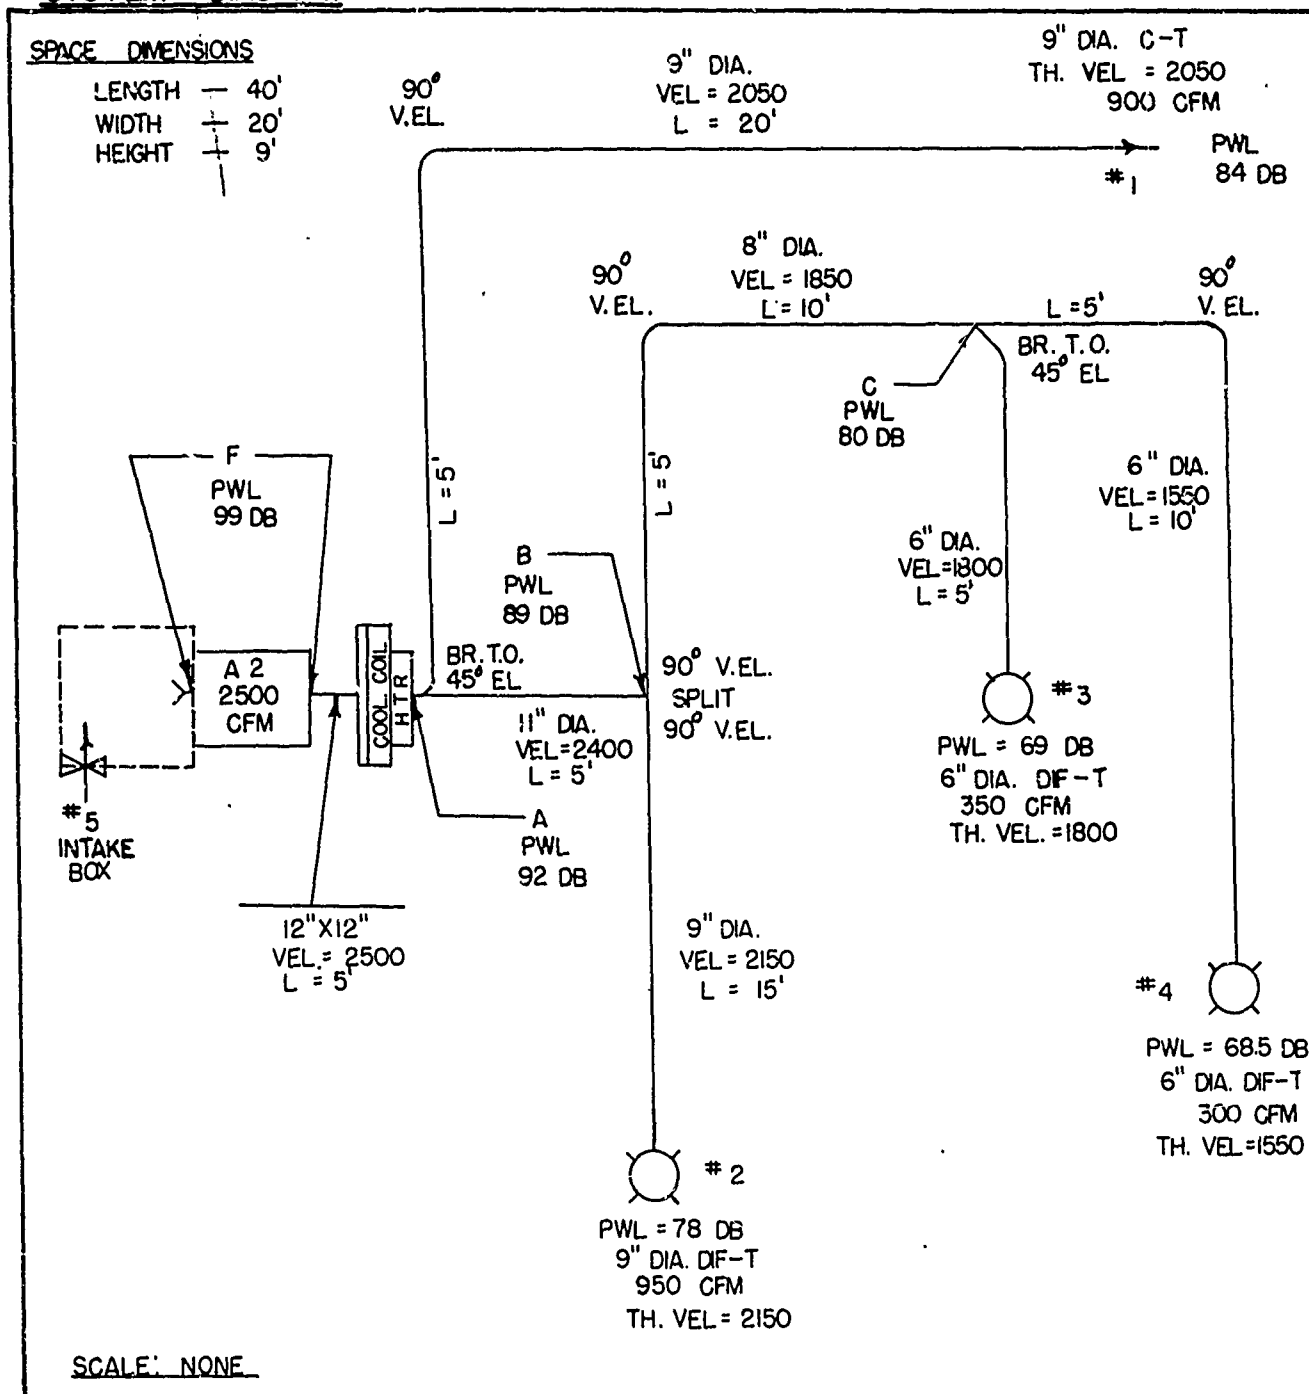 SPACE DIMENSIONS
LENGTH — 40'
WIDTH — 20'
HEIGHT — 9'
90°
V.EL.
9" DIA.
VEL = 2050
L = 20'
9" DIA. C-T
TH. VEL = 2050
900 CFM
PWL
84 DB
#1
90°
V.EL.
8" DIA.
VEL = 1850
L = 10'
L = 5'
90°
V.EL.
BR. T.O.
45° EL
C
PWL
80 DB
F
PWL
99 DB
L = 5'
L = 5'
6" DIA.
VEL=1550
L = 10'
6" DIA.
VEL=1800
L = 5'
B
PWL
89 DB
A 2
2500
CFM
COOL COIL
HTR
BR. T.O.
45° EL
90° V.EL.
SPLIT
90° V.EL.
#3
11" DIA.
VEL=2400
L = 5'
PWL = 69 DB
6" DIA. DIF-T
350 CFM
TH. VEL. =1800
#5
INTAKE
BOX
A
PWL
92 DB
12"X12"
VEL. = 2500
L = 5'
9" DIA.
VEL = 2150
L = 15'
#4
PWL = 68.5 DB
6" DIA. DIF-T
300 CFM
TH. VEL=1550
#2
PWL = 78 DB
9" DIA. DIF-T
950 CFM
TH. VEL = 2150
SCALE: NONE